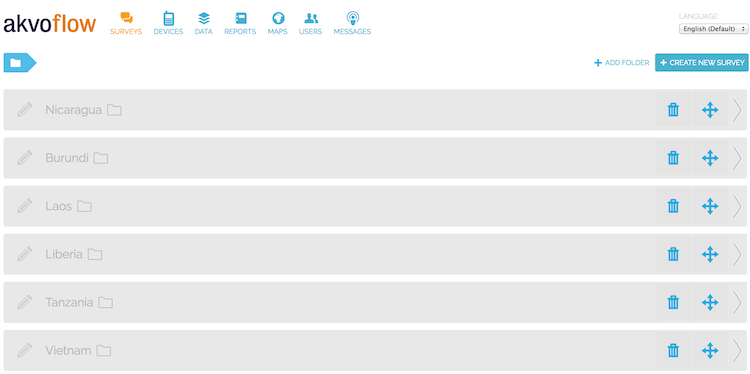 akvoflow
SURVEYS DEVICES DATA REPORTS MAPS USERS MESSAGES
LANGUAGE
English (Default)
+ ADD FOLDER + CREATE NEW SURVEY
Nicaragua
Burundi
Laos
Liberia
Tanzania
Vietnam